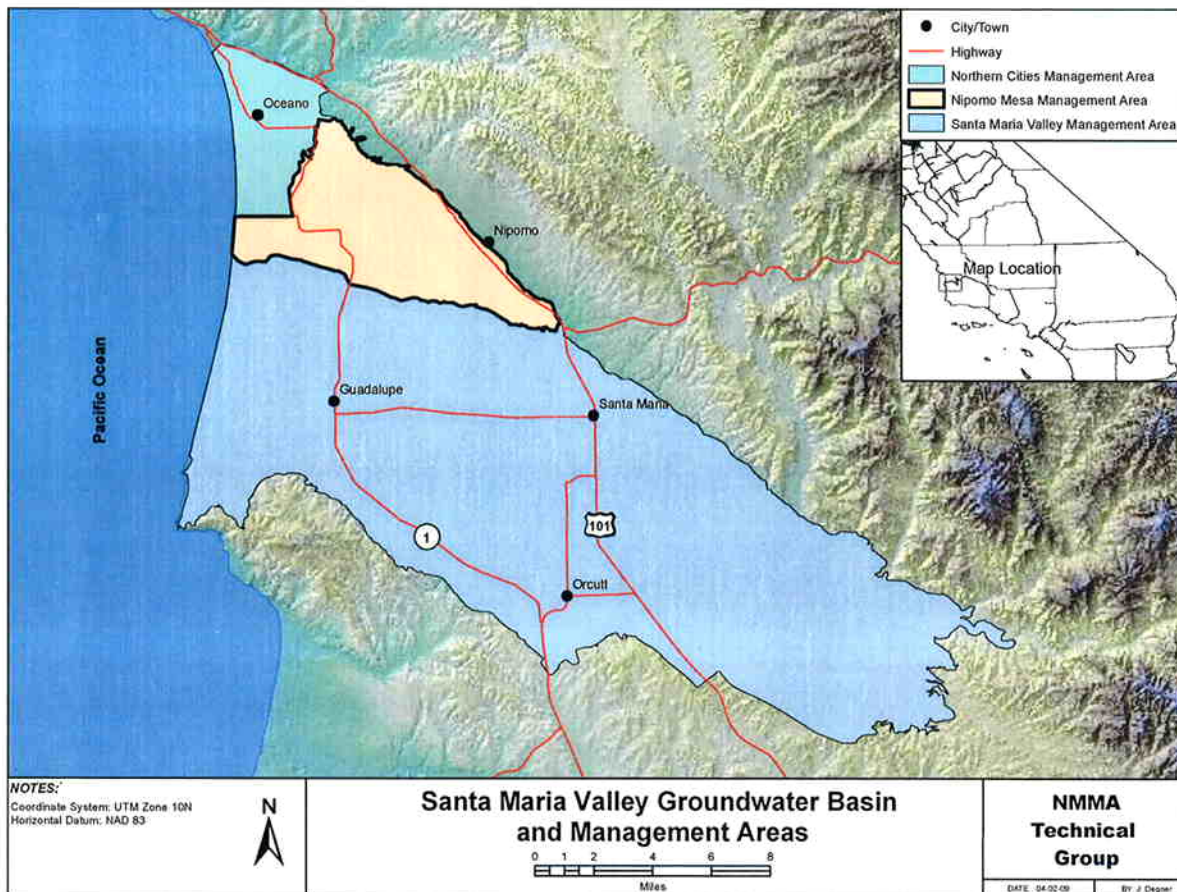 City/Town
Highway
Northern Cities Management Area
Nipomo Mesa Management Area
Santa Maria Valley Management Area
Map Location
Oceano
Nipomo
Pacific Ocean
Guadalupe
Santa Maria
101
1
Orcutt
NOTES:
Coordinate System: UTM Zone 10N
Horizontal Datum: NAD 83
N
Santa Maria Valley Groundwater Basin
and Management Areas
0 1 2 4 6 8
Miles
NMMA
Technical
Group
DATE 04-02-09 BY J. Degner